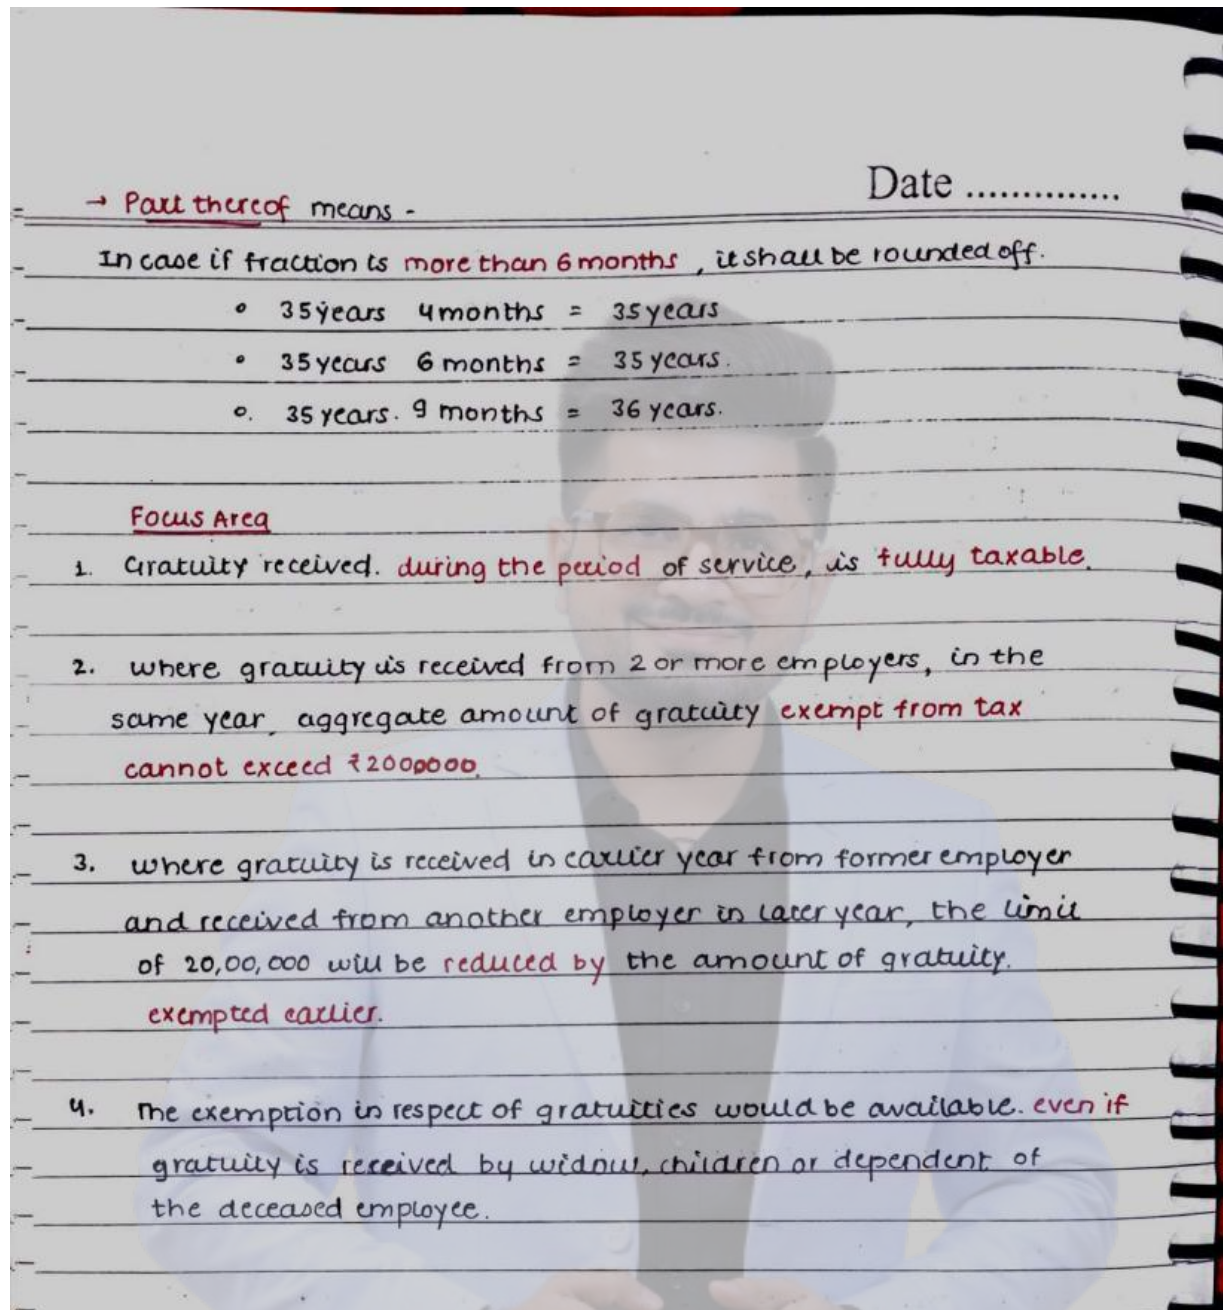 Date ..............
→ Part thereof means -
In case if fraction is more than 6 months, it shall be rounded off.
• 35 years 4 months = 35 years
• 35 years 6 months = 35 years.
o. 35 years. 9 months = 36 years.
Focus Area
1. Gratuity received. during the period of service, is fully taxable.
2. where gratuity is received from 2 or more employers, in the
same year, aggregate amount of gratuity exempt from tax
cannot exceed ₹2000000.
3. where gratuity is received in earlier year from former employer
and received from another employer in later year, the limit
of 20,00,000 will be reduced by the amount of gratuity.
exempted earlier.
4. The exemption in respect of gratuities would be available. even if
gratuity is received by widow, children or dependent of
the deceased employee.